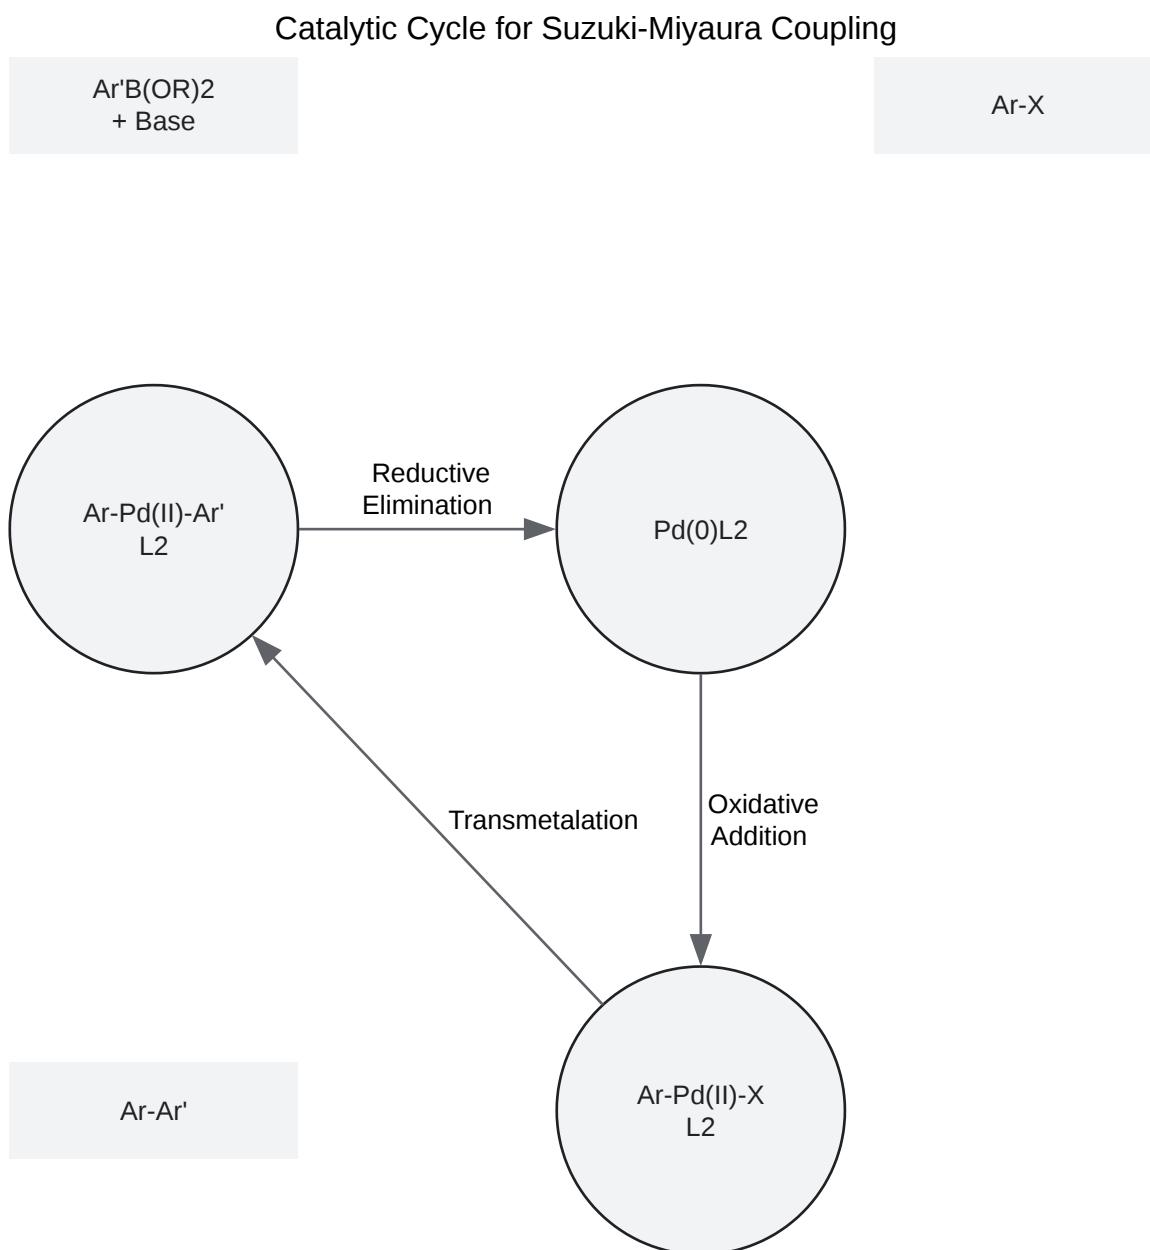 Catalytic Cycle for Suzuki-Miyaura Coupling
Ar'B(OR)2
+ Base
Ar-X
Reductive
Elimination
Ar-Pd(II)-Ar'
L2
Pd(0)L2
Transmetalation
Oxidative
Addition
Ar-Ar'
Ar-Pd(II)-X
L2